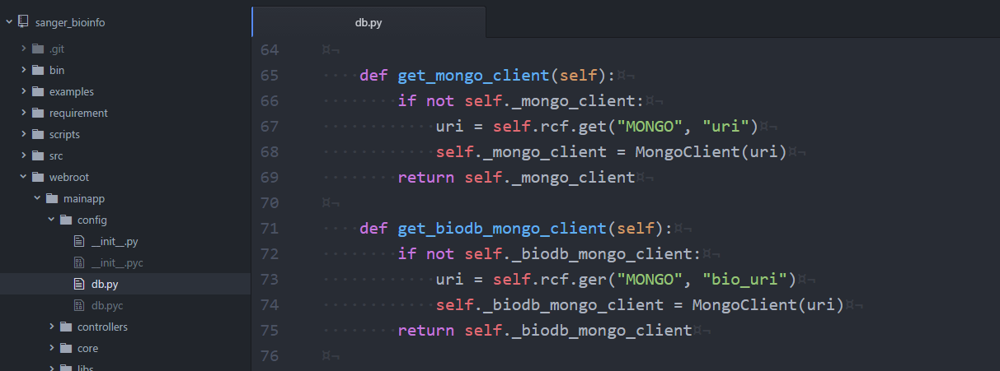 sanger_bioinfo
.git
bin
examples
requirement
scripts
src
webroot
mainapp
config
__init__.py
__init__.pyc
db.py
db.pyc
controllers
core
libs
db.py
64
65 def get_mongo_client(self):
66 if not self._mongo_client:
67 uri = self.rcf.get("MONGO", "uri")
68 self._mongo_client = MongoClient(uri)
69 return self._mongo_client
70
71 def get_biodb_mongo_client(self):
72 if not self._biodb_mongo_client:
73 uri = self.rcf.ger("MONGO", "bio_uri")
74 self._biodb_mongo_client = MongoClient(uri)
75 return self._biodb_mongo_client
76